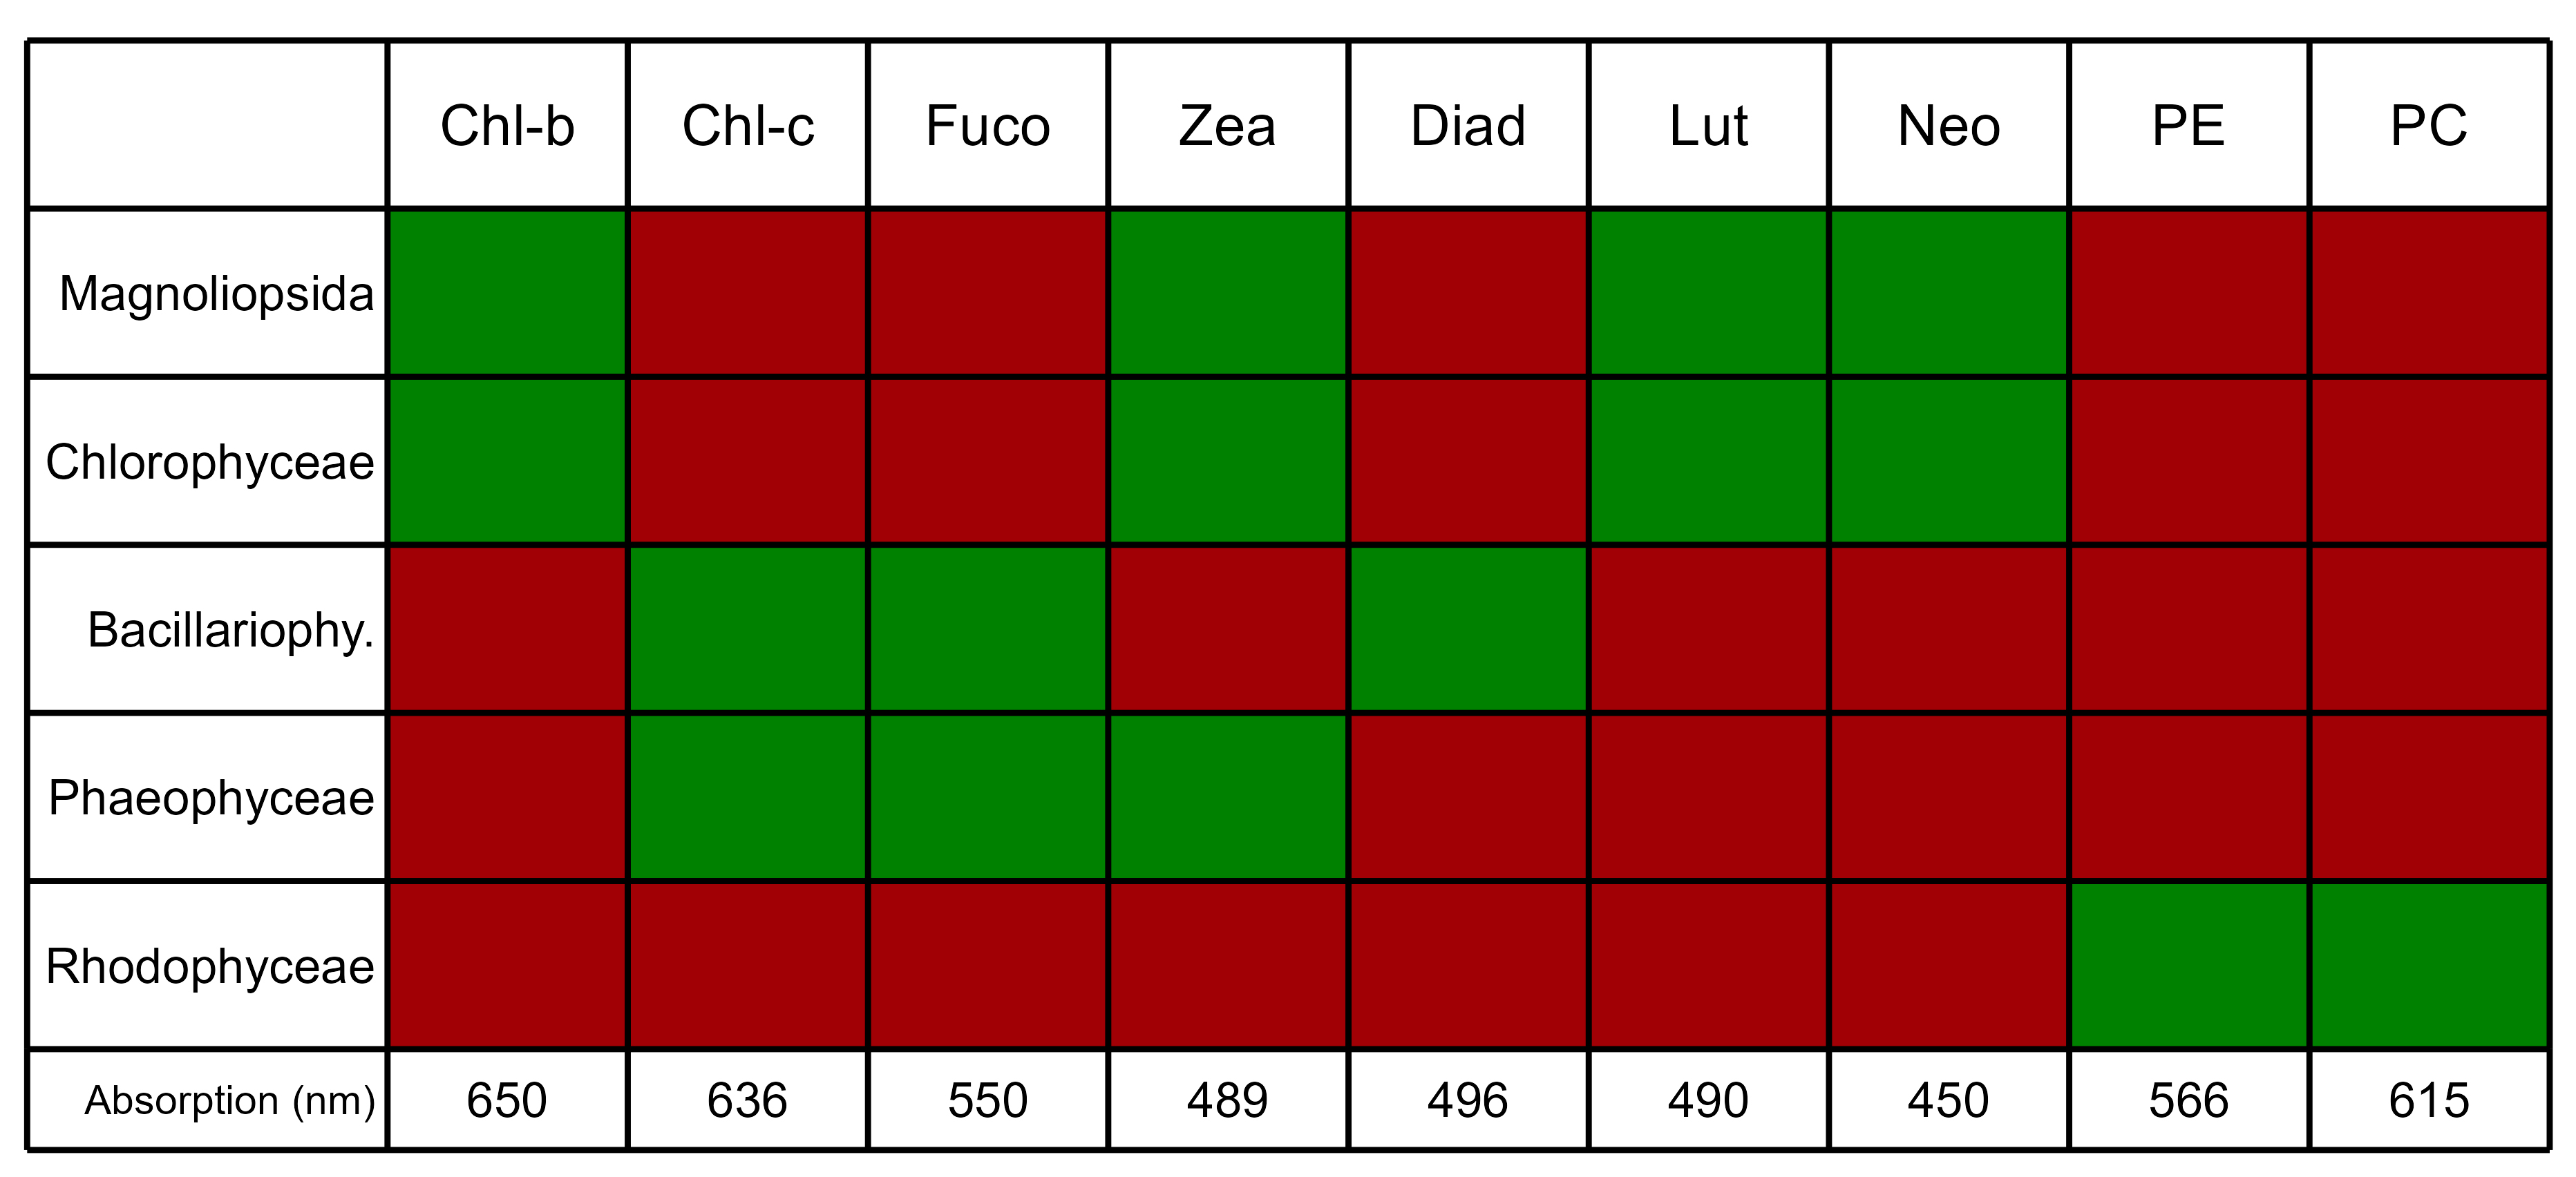 Chl-b Chl-c Fuco Zea Diad Lut Neo PE PC
Magnoliopsida
Chlorophyceae
Bacillariophy.
Phaeophyceae
Rhodophyceae
Absorption (nm) 650 636 550 489 496 490 450 566 615